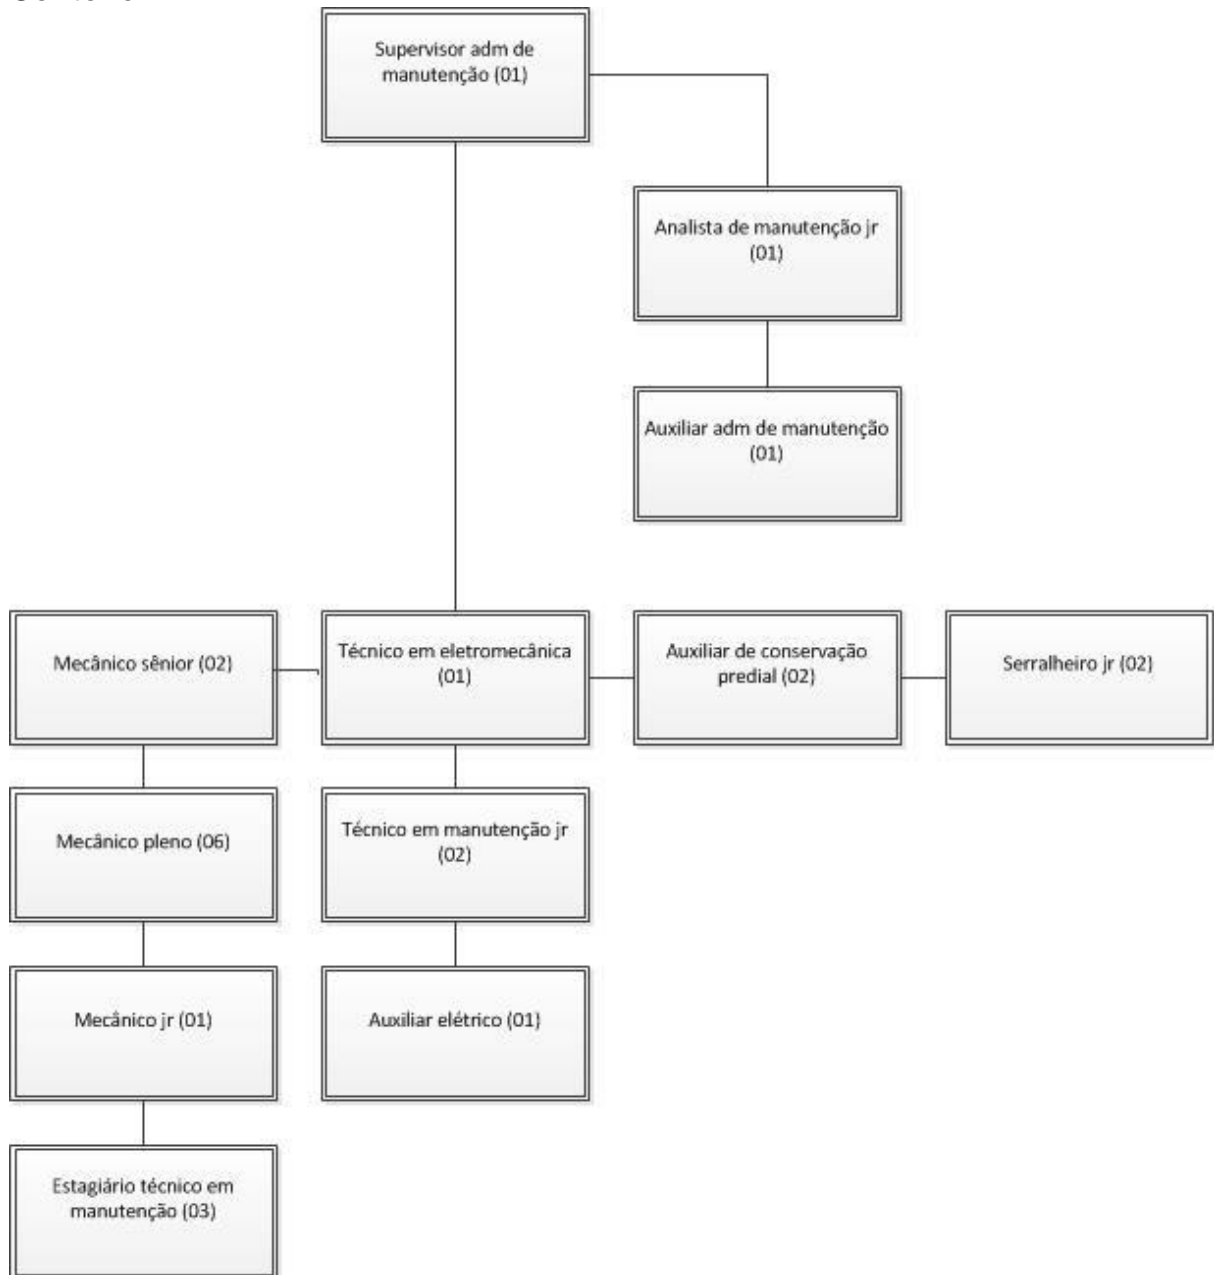 Supervisor adm de
manutenção (01)
Analista de manutenção jr
(01)
Auxiliar adm de manutenção
(01)
Mecânico sênior (02)
Técnico em eletromecânica
(01)
Auxiliar de conservação
predial (02)
Serralheiro jr (02)
Mecânico pleno (06)
Técnico em manutenção jr
(02)
Mecânico jr (01)
Auxiliar elétrico (01)
Estagiário técnico em
manutenção (03)